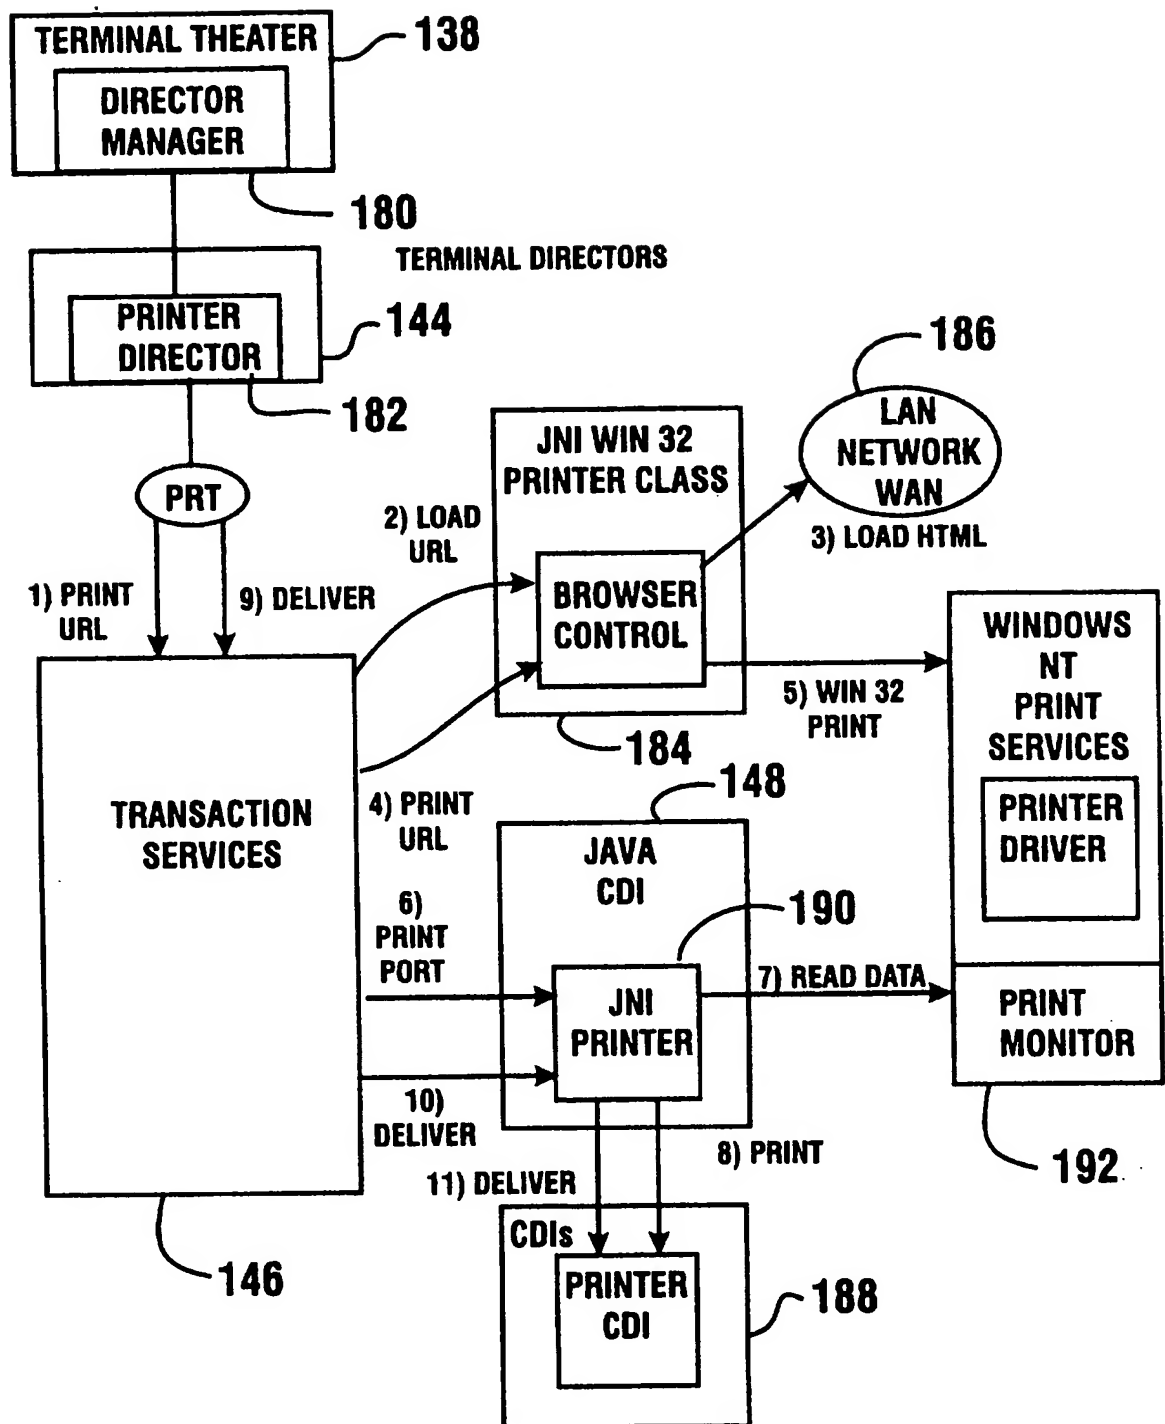 TERMINAL THEATER
138
DIRECTOR
MANAGER
180
TERMINAL DIRECTORS
PRINTER
DIRECTOR
144
182
186
LAN
NETWORK
WAN
JNI WIN 32
PRINTER CLASS
PRT
2) LOAD
URL
3) LOAD HTML
1) PRINT
URL
9) DELIVER
BROWSER
CONTROL
WINDOWS
NT
PRINT
SERVICES
5) WIN 32
PRINT
184
TRANSACTION
SERVICES
4) PRINT
URL
148
JAVA
CDI
PRINTER
DRIVER
6)
PRINT
PORT
190
7) READ DATA
JNI
PRINTER
PRINT
MONITOR
10)
DELIVER
8) PRINT
192
11) DELIVER
146
CDIs
PRINTER
CDI
188